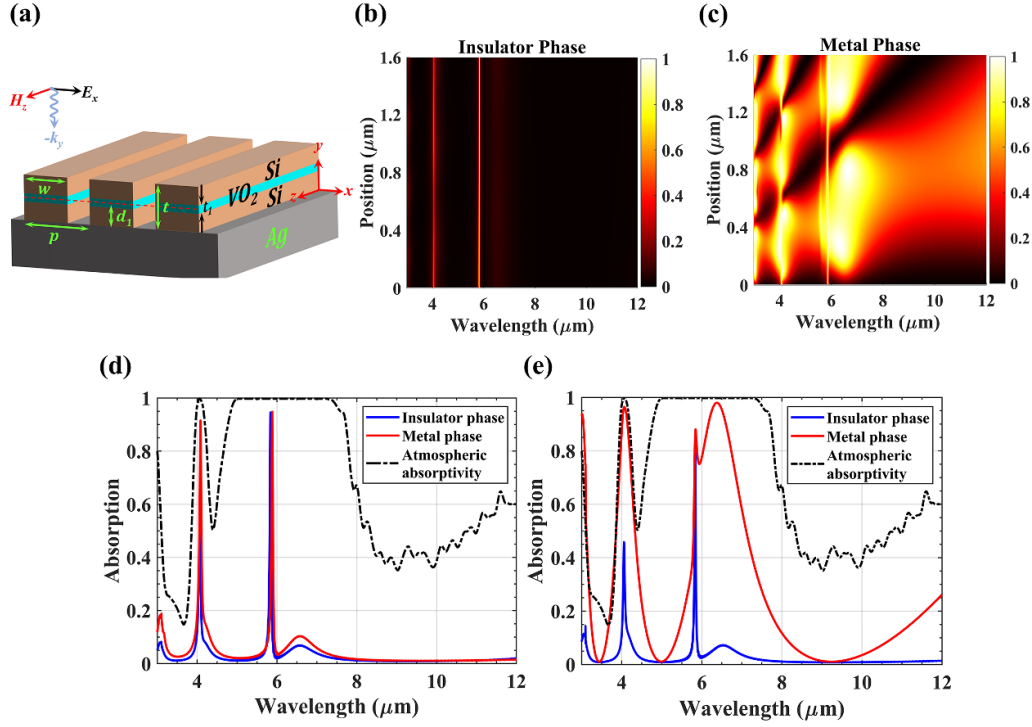 (a)
H_z
E_x
-k_y
w
p
d_1
t
t_1
Si
VO_2
Si
y
x
z
Ag
(b)
Insulator Phase
Position (μm)
1.6
1.2
0.8
0.4
0
4 6 8 10 12
Wavelength (μm)
1
0.8
0.6
0.4
0.2
0
(c)
Metal Phase
Position (μm)
1.6
1.2
0.8
0.4
0
4 6 8 10 12
Wavelength (μm)
1
0.8
0.6
0.4
0.2
0
(d)
Absorption
1
0.8
0.6
0.4
0.2
0
Insulator phase
Metal phase
Atmospheric
absorptivity
4 6 8 10 12
Wavelength (μm)
(e)
Absorption
1
0.8
0.6
0.4
0.2
0
Insulator phase
Metal phase
Atmospheric
absorptivity
4 6 8 10 12
Wavelength (μm)